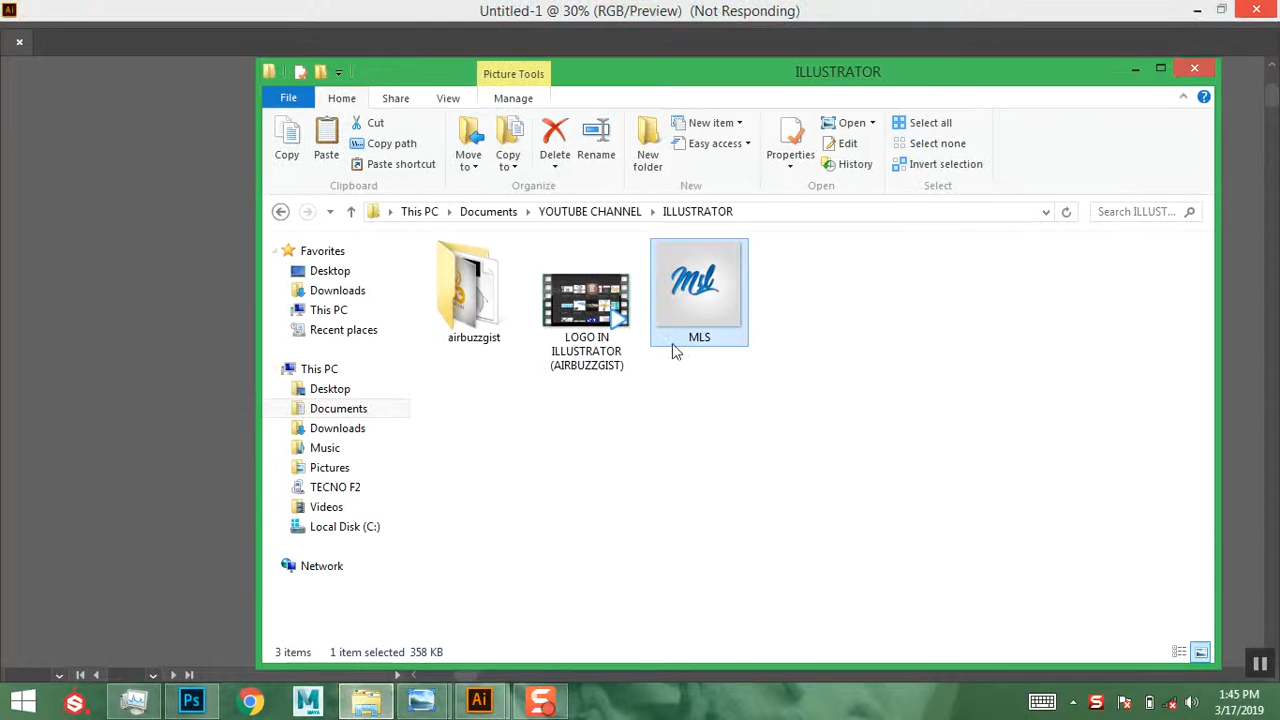 Untitled-1 @ 30% (RGB/Preview) (Not Responding)
Picture Tools
ILLUSTRATOR
File Home Share View Manage
Copy
Paste
Cut
Copy path
Paste shortcut
Clipboard
Move to
Copy to
Delete
Rename
Organize
New folder
New item
Easy access
New
Properties
Open
Edit
History
Open
Select all
Select none
Invert selection
Select
This PC Documents YOUTUBE CHANNEL ILLUSTRATOR
Search ILLUST...
Favorites
Desktop
Downloads
This PC
Recent places
This PC
Desktop
Documents
Downloads
Music
Pictures
TECNO F2
Videos
Local Disk (C:)
Network
airbuzzgist
LOGO IN
ILLUSTRATOR
(AIRBUZZGIST)
Mls
MLS
3 items 1 item selected 358 KB
Ps
MAYA
Ai
1:45 PM
3/17/2019